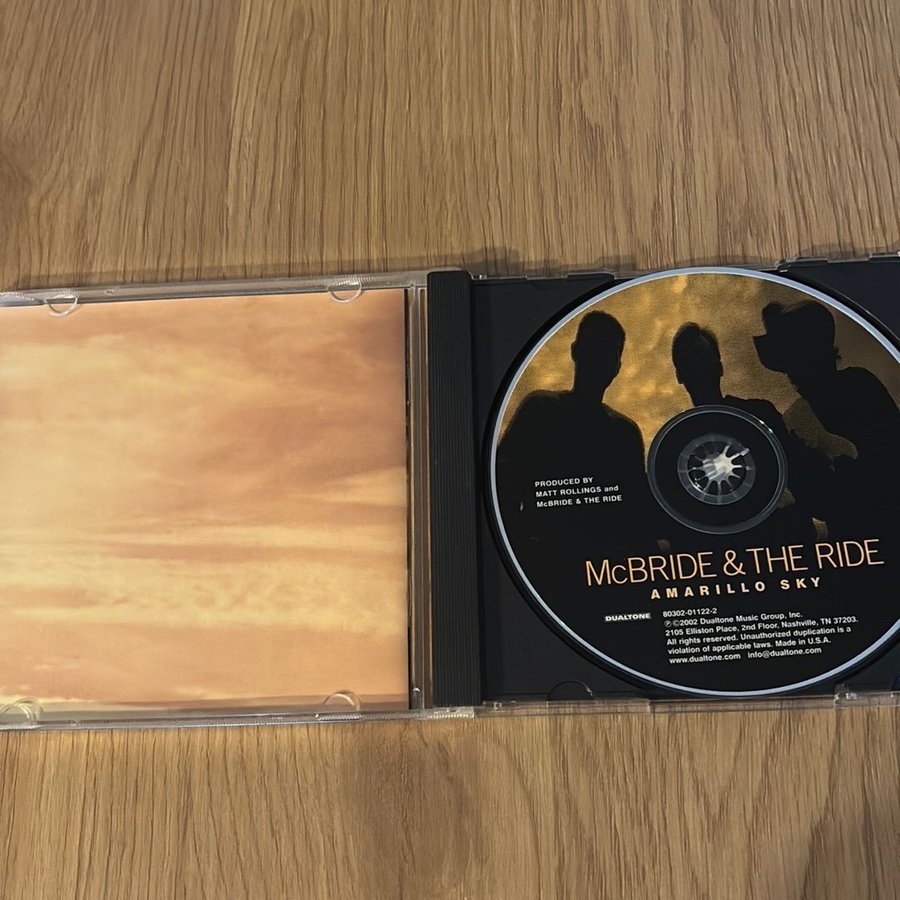 PRODUCED BY
MATT ROLLINGS and
McBRIDE & THE RIDE
McBRIDE & THE RIDE
AMARILLO SKY
DUALTONE
80302-01122-2
℗©2002 Dualtone Music Group, Inc.
2105 Elliston Place, 2nd Floor, Nashville, TN 37203.
All rights reserved. Unauthorized duplication is a
violation of applicable laws. Made in U.S.A.
www.dualtone.com info@dualtone.com